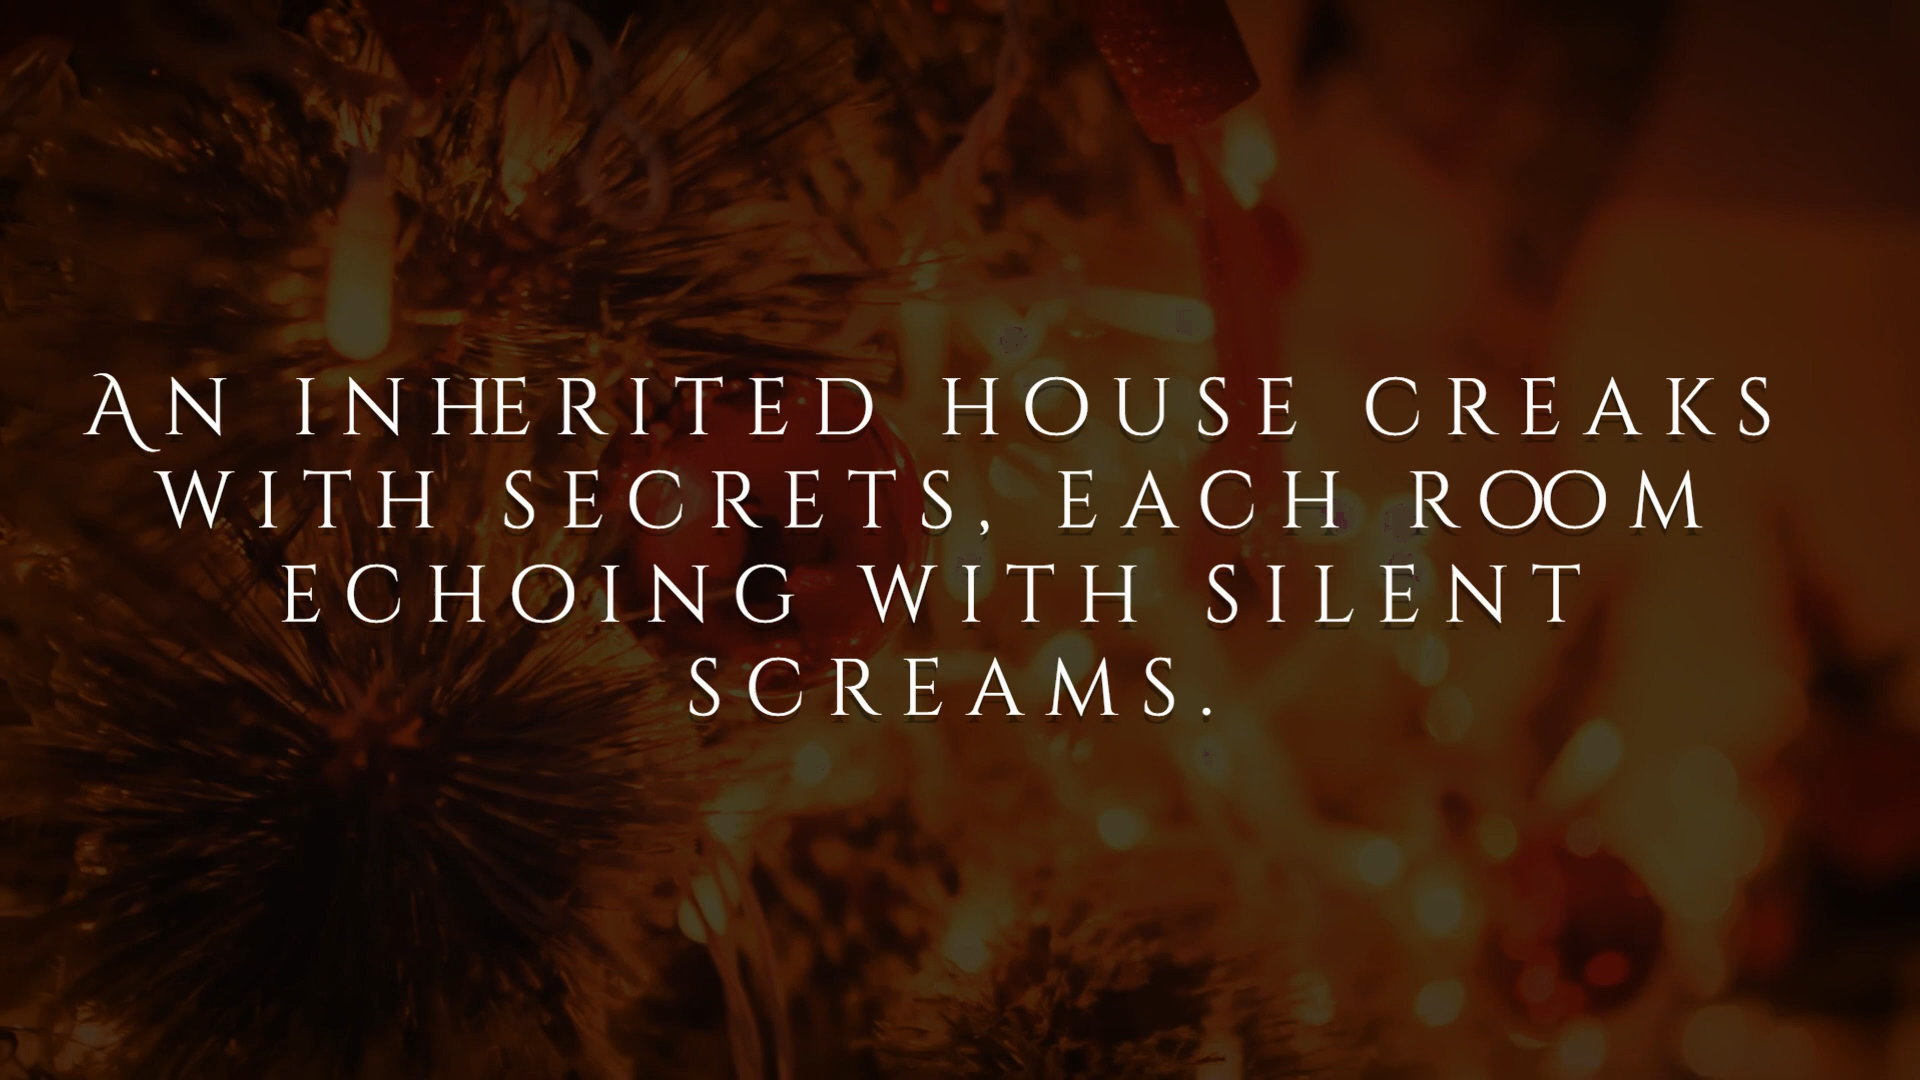 An inherited house creaks
with secrets, each room
echoing with silent
screams.